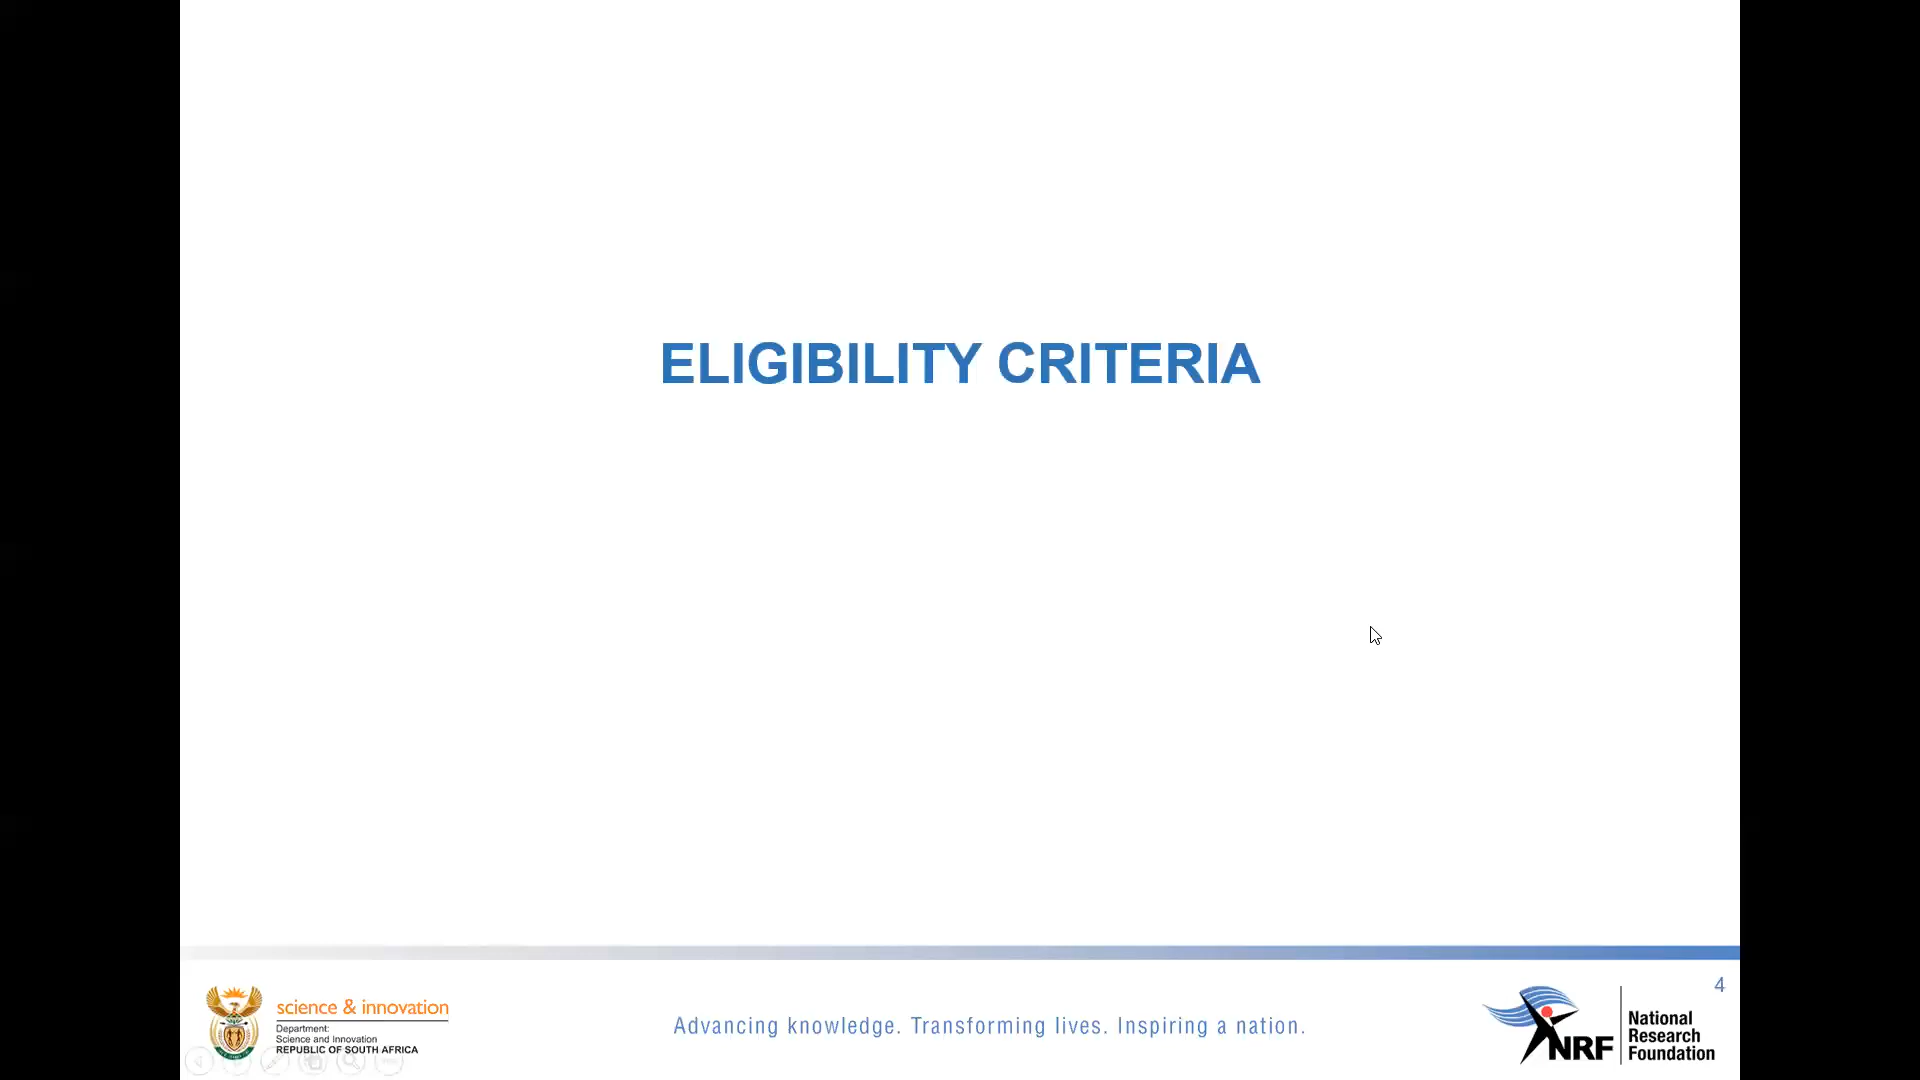 ELIGIBILITY CRITERIA
4
science & innovation
Department:
Science and Innovation
REPUBLIC OF SOUTH AFRICA
Advancing knowledge. Transforming lives. Inspiring a nation.
NRF
National
Research
Foundation